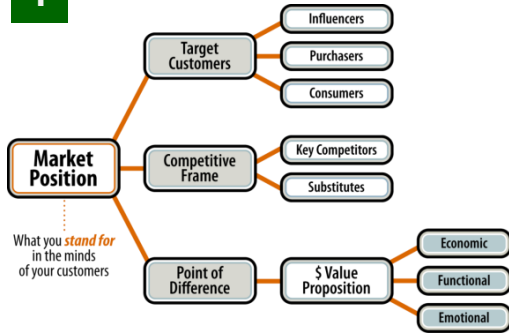 Influencers
Target
Customers
Purchasers
Consumers
Market
Position
Competitive
Frame
Key Competitors
Substitutes
What you stand for
in the minds
of your customers
Point of
Difference
$ Value
Proposition
Economic
Functional
Emotional